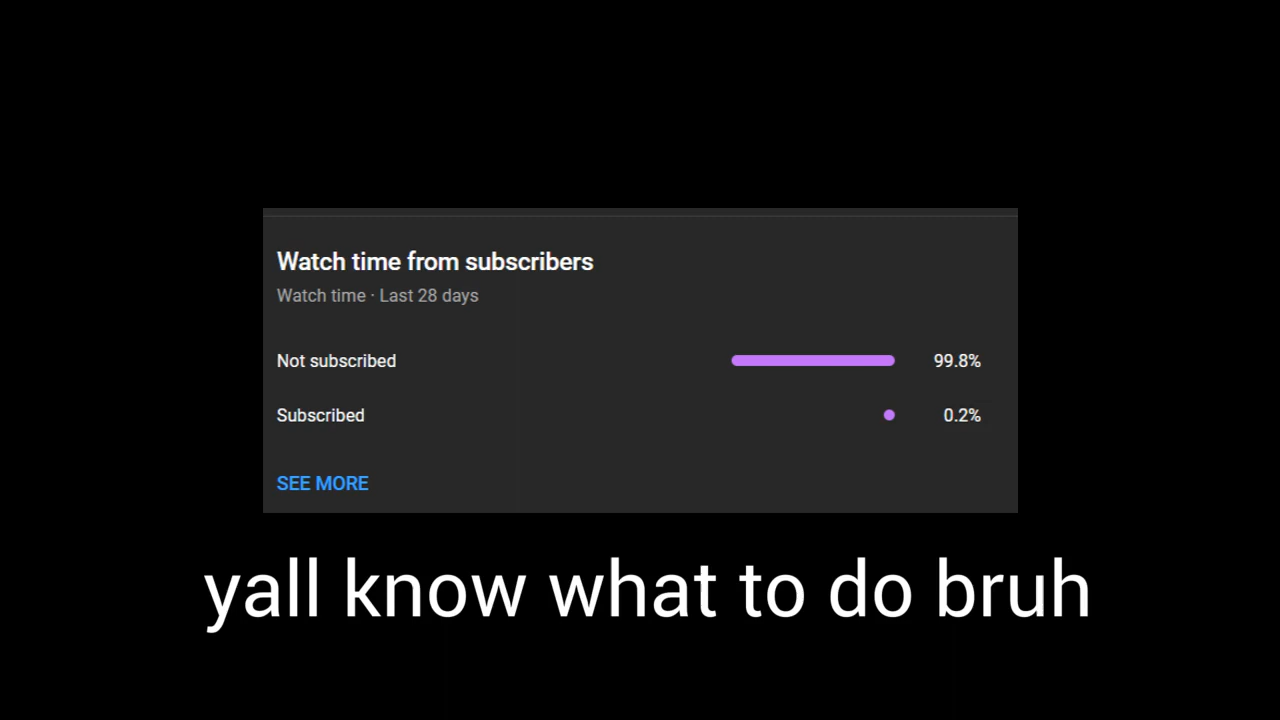 Watch time from subscribers
Watch time · Last 28 days
Not subscribed 99.8%
Subscribed 0.2%
SEE MORE
yall know what to do bruh